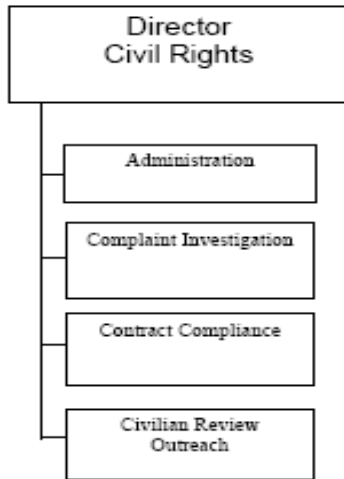 Director
Civil Rights
Administration
Complaint Investigation
Contract Compliance
Civilian Review
Outreach